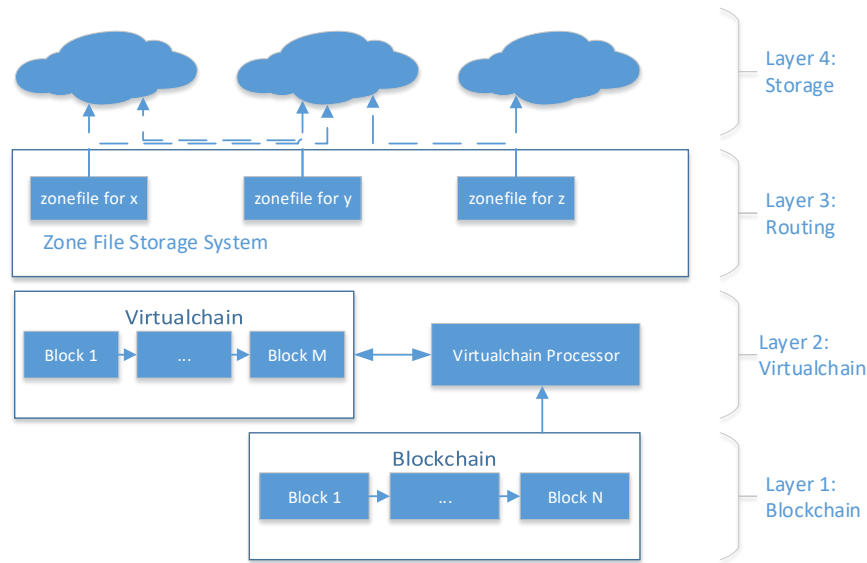 Layer 4:
Storage
zonefile for x
zonefile for y
zonefile for z
Zone File Storage System
Layer 3:
Routing
Virtualchain
Block 1
...
Block M
Virtualchain Processor
Layer 2:
Virtualchain
Blockchain
Block 1
...
Block N
Layer 1:
Blockchain